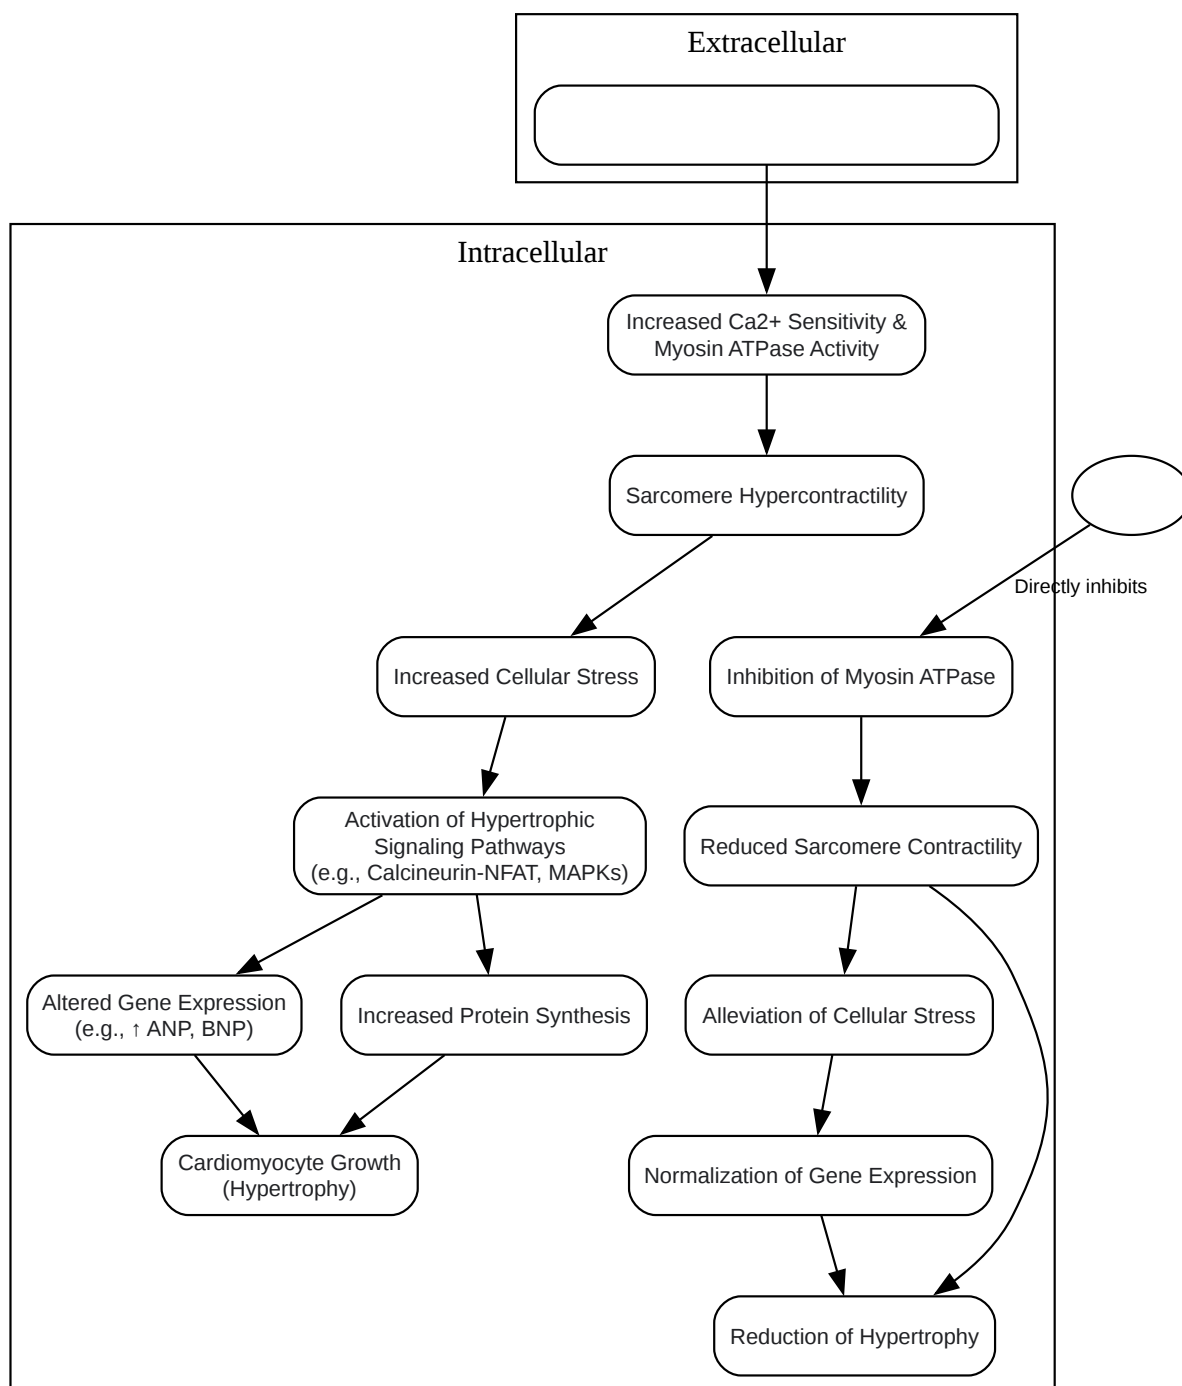 Extracellular
Intracellular
Increased Ca2+ Sensitivity &
Myosin ATPase Activity
Sarcomere Hypercontractility
Directly inhibits
Increased Cellular Stress
Inhibition of Myosin ATPase
Activation of Hypertrophic
Signaling Pathways
(e.g., Calcineurin-NFAT, MAPKs)
Reduced Sarcomere Contractility
Altered Gene Expression
(e.g., ↑ ANP, BNP)
Increased Protein Synthesis
Alleviation of Cellular Stress
Cardiomyocyte Growth
(Hypertrophy)
Normalization of Gene Expression
Reduction of Hypertrophy